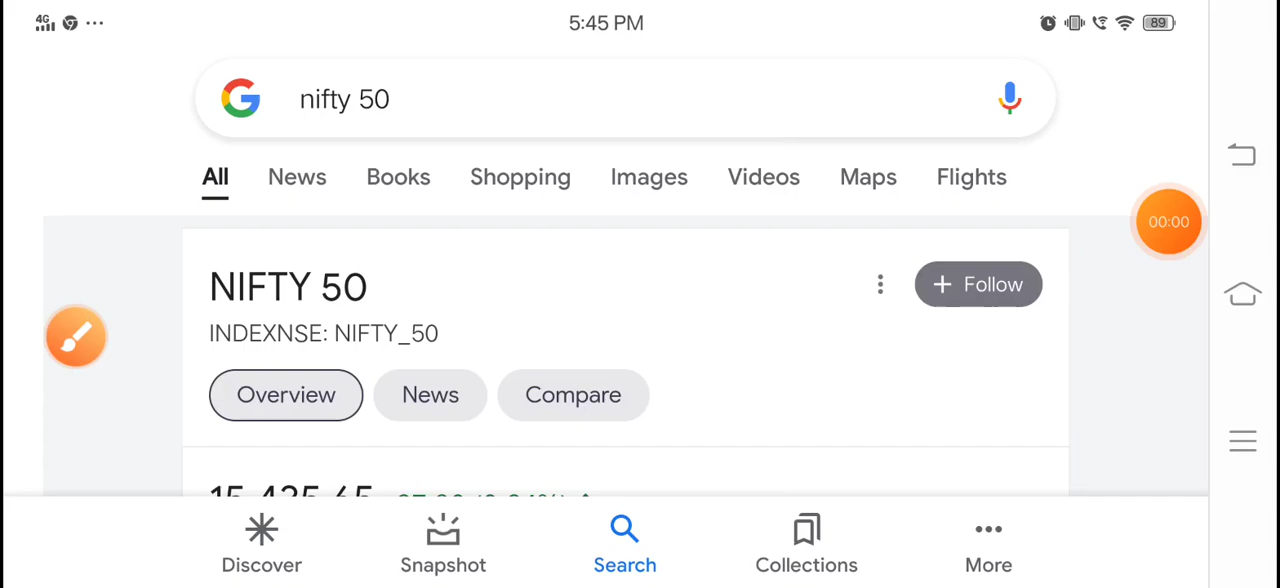 4G
5:45 PM
89
nifty 50
All News Books Shopping Images Videos Maps Flights
00:00
NIFTY 50
+ Follow
INDEXNSE: NIFTY_50
Overview News Compare
Discover Snapshot Search Collections More